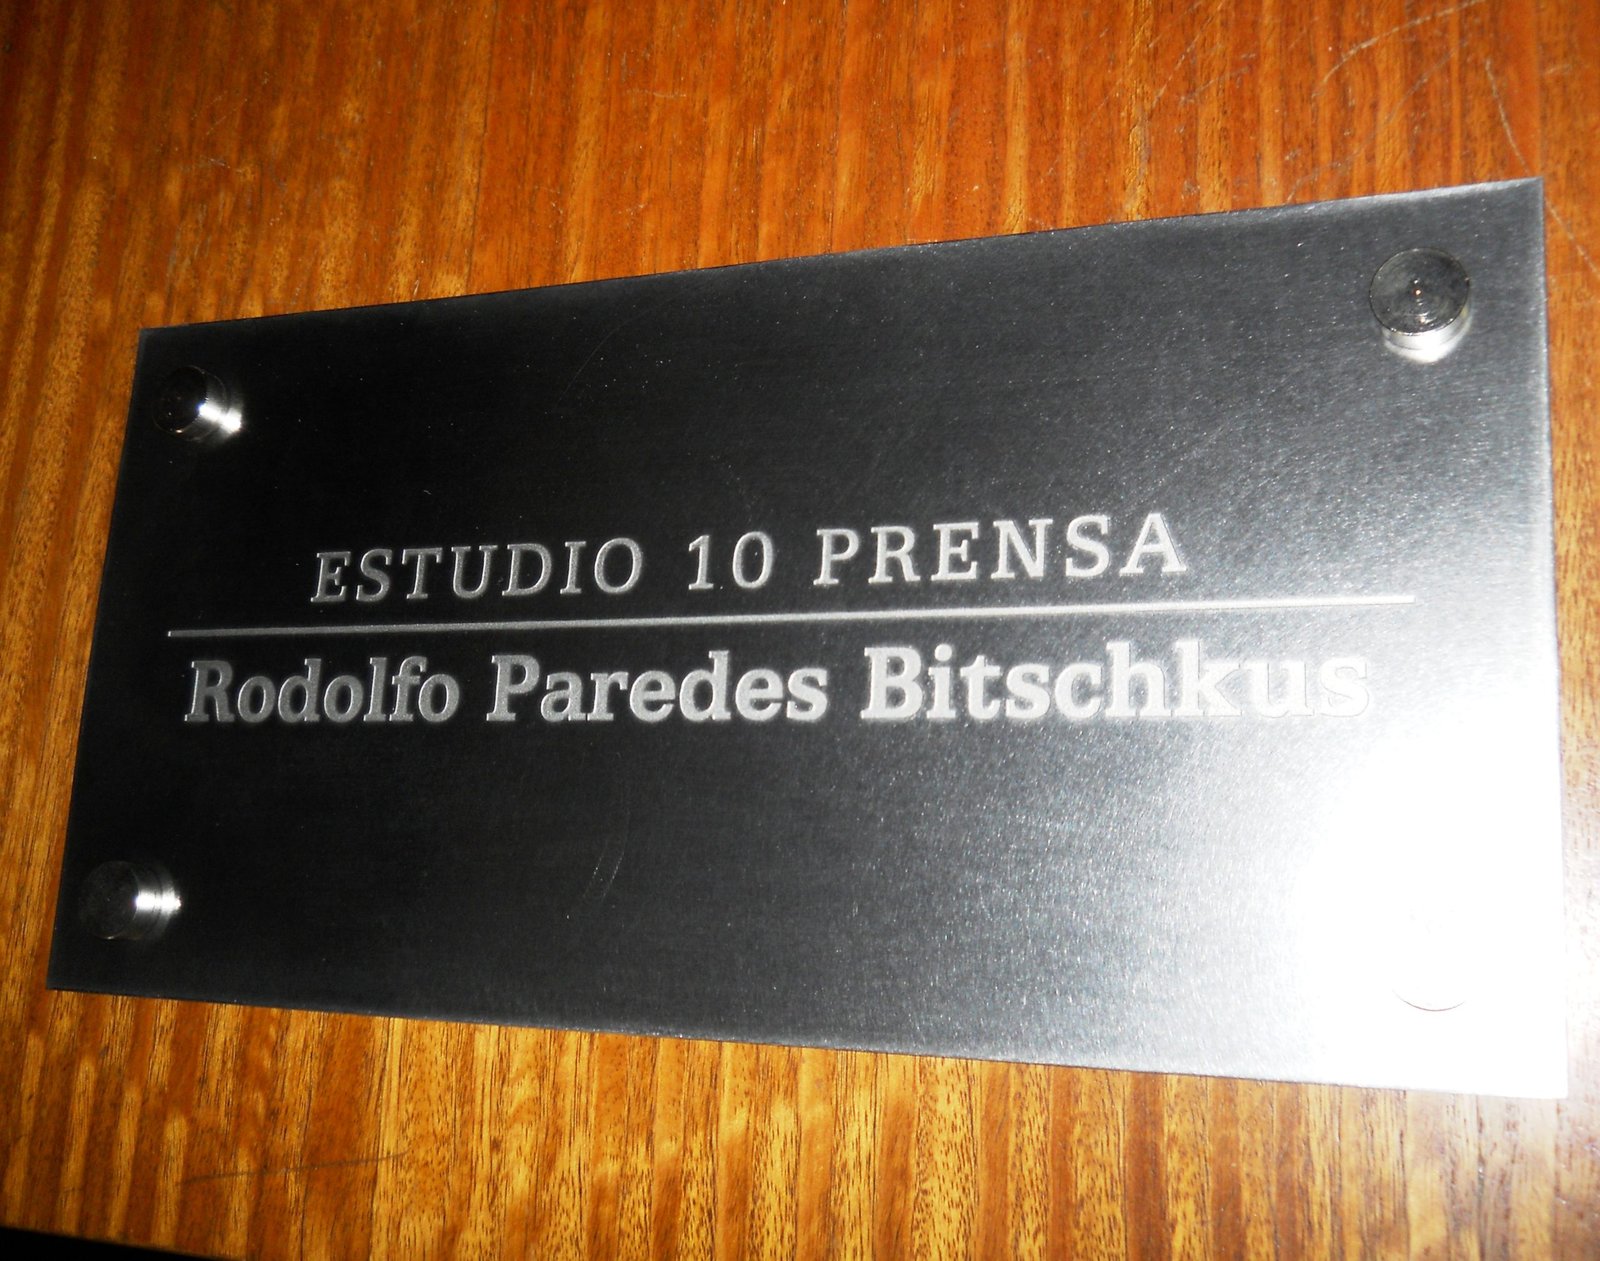 ESTUDIO 10 PRENSA
Rodolfo Paredes Bitschkus